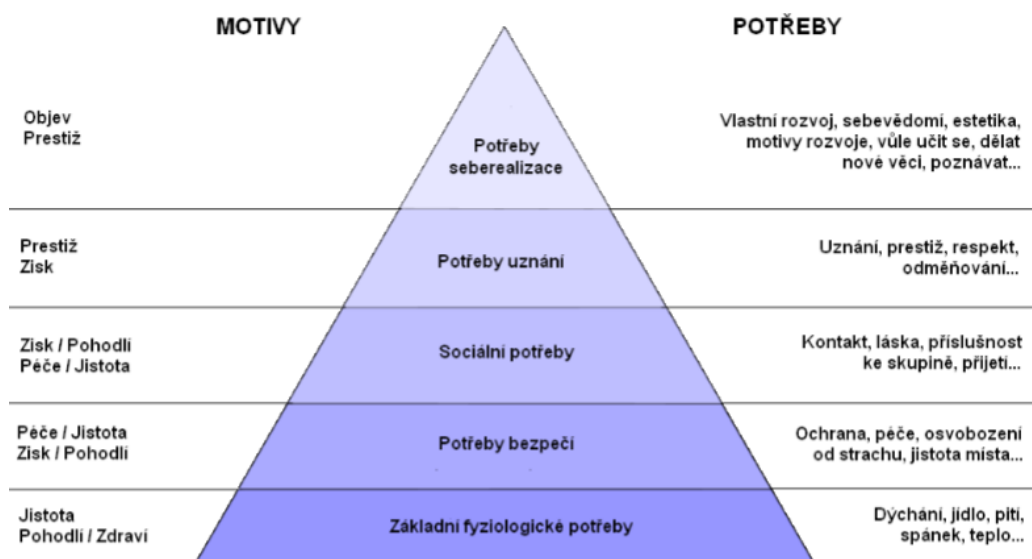 MOTIVY
POTŘEBY
Objev
Prestiž
Potřeby
seberealizace
Vlastní rozvoj, sebevědomí, estetika,
motivy rozvoje, vůle učit se, dělat
nové věci, poznávat...
Prestiž
Zisk
Potřeby uznání
Uznání, prestiž, respekt,
odměňování...
Zisk / Pohodlí
Péče / Jistota
Sociální potřeby
Kontakt, láska, příslušnost
ke skupině, přijetí...
Péče / Jistota
Zisk / Pohodlí
Potřeby bezpečí
Ochrana, péče, osvobození
od strachu, jistota místa...
Jistota
Pohodlí / Zdraví
Základní fyziologické potřeby
Dýchání, jídlo, pití,
spánek, teplo...